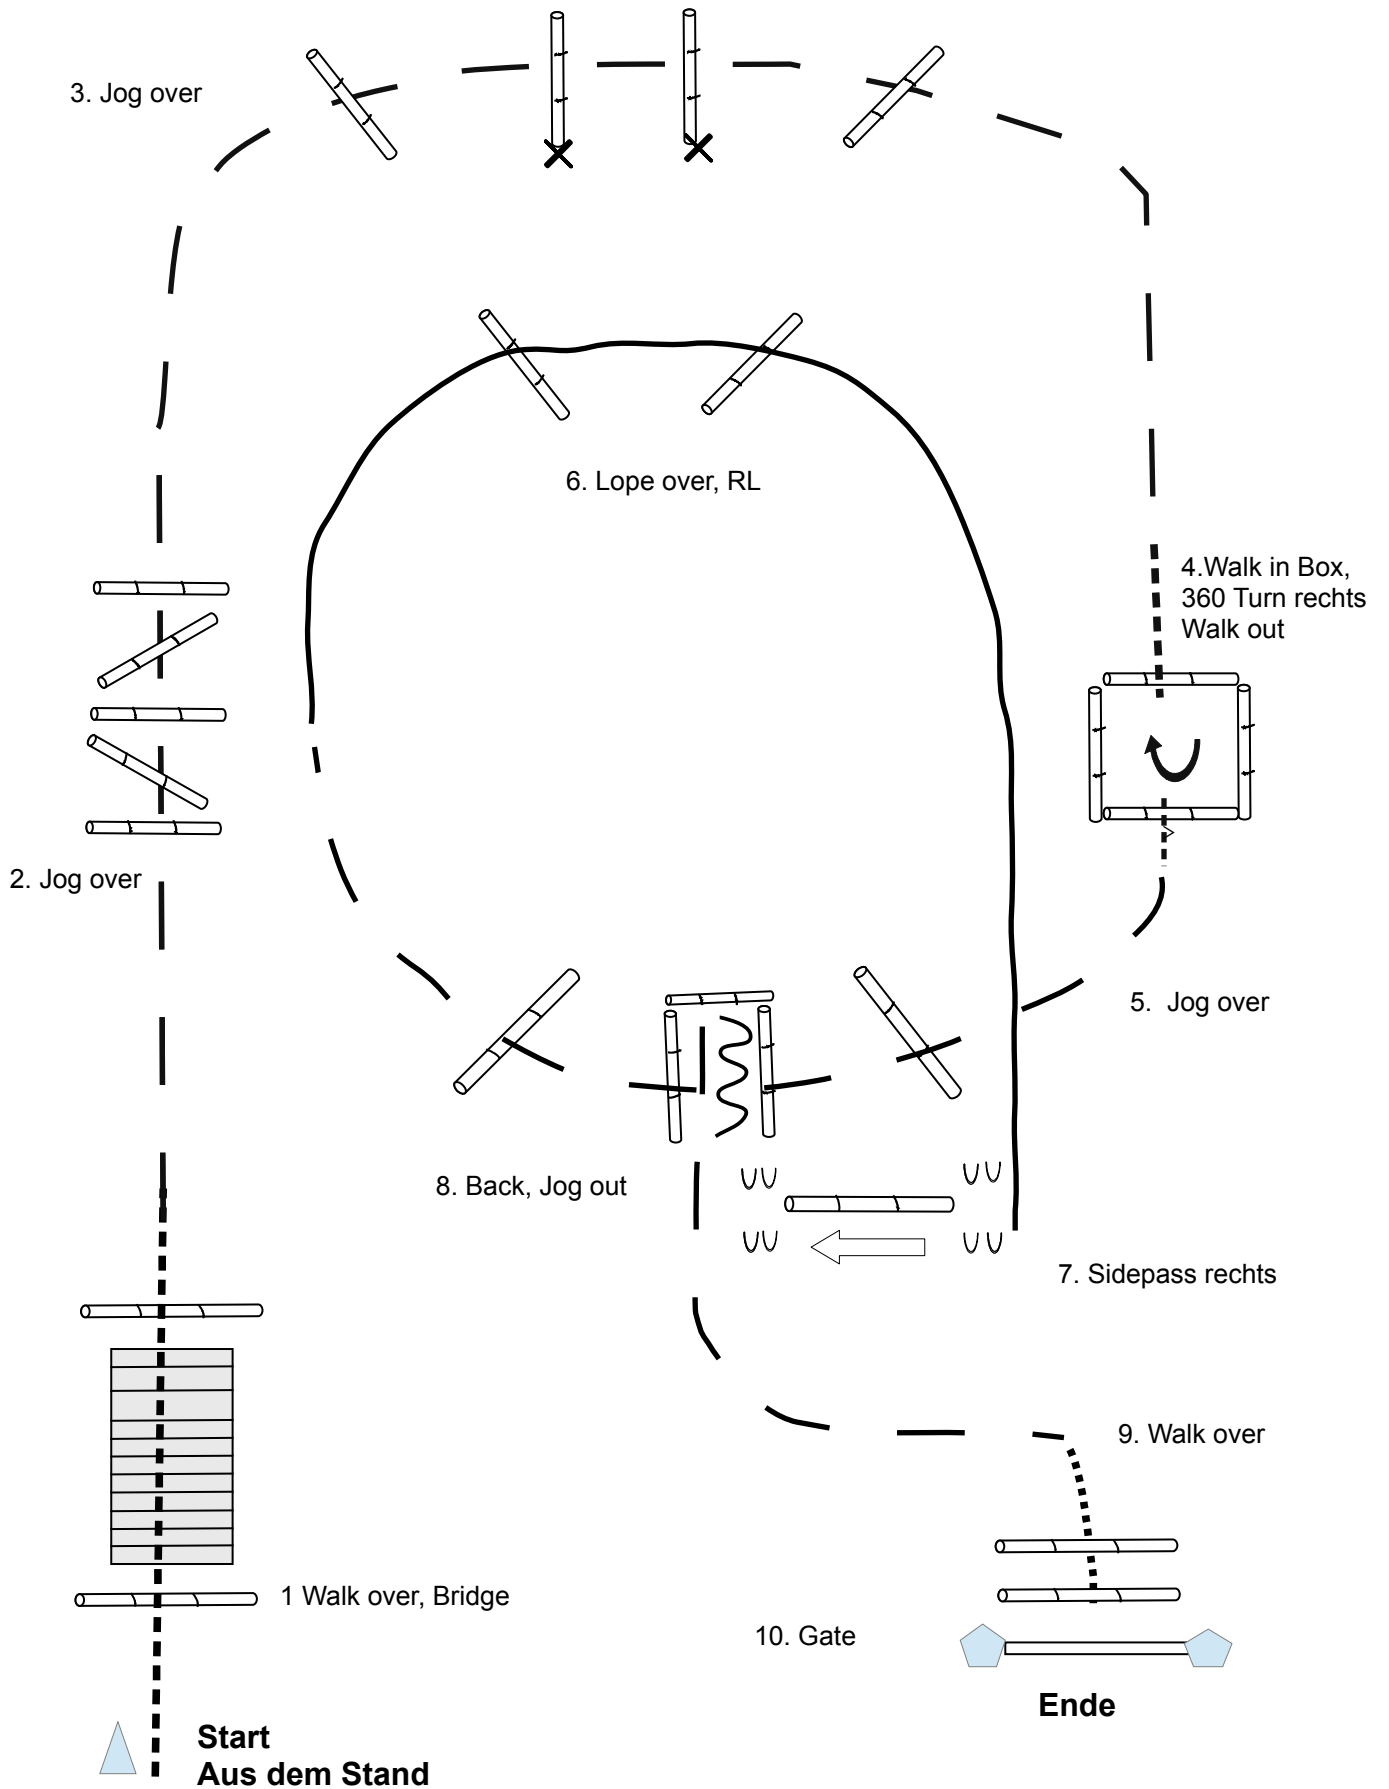 3. Jog over
6. Lope over, RL
4.Walk in Box,
360 Turn rechts
Walk out
2. Jog over
5.  Jog over
8. Back, Jog out
7. Sidepass rechts
9. Walk over
1 Walk over, Bridge
10. Gate
Ende
Start
Aus dem Stand